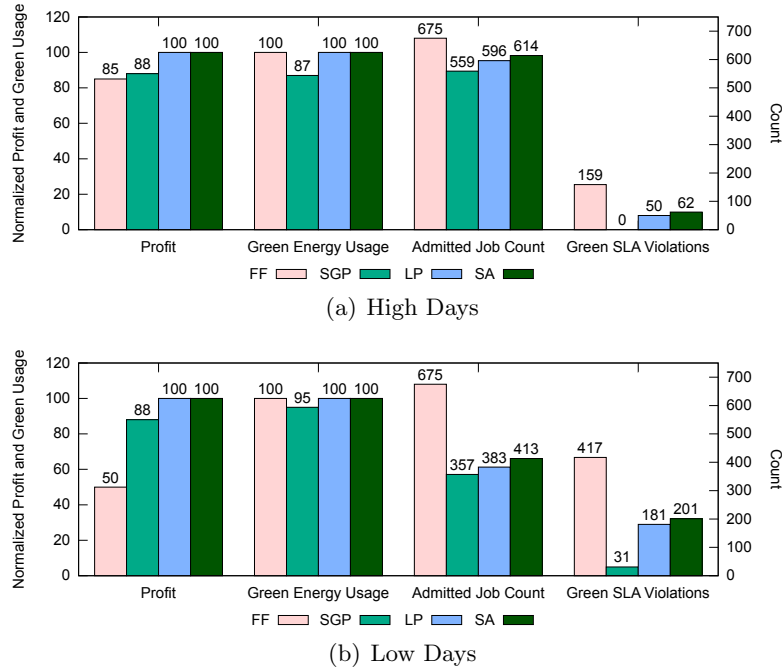 120
100
80
60
40
20
0
Normalized Profit and Green Usage
85 88 100 100
100 87 100 100
675 559 596 614
159 0 50 62
700
600
500
400
300
200
100
0
Count
Profit Green Energy Usage Admitted Job Count Green SLA Violations
FF SGP LP SA
(a) High Days
120
100
80
60
40
20
0
Normalized Profit and Green Usage
50 88 100 100
100 95 100 100
675 357 383 413
417 31 181 201
700
600
500
400
300
200
100
0
Count
Profit Green Energy Usage Admitted Job Count Green SLA Violations
FF SGP LP SA
(b) Low Days